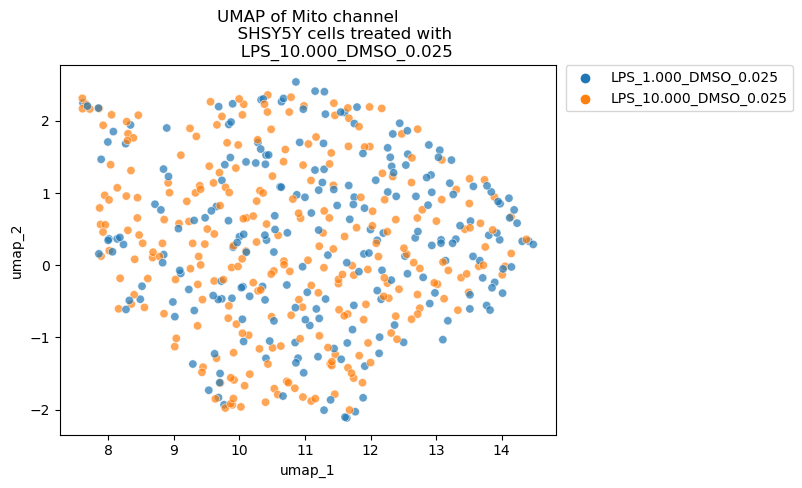 UMAP of Mito channel
SHSY5Y cells treated with
LPS_10.000_DMSO_0.025
LPS_1.000_DMSO_0.025
LPS_10.000_DMSO_0.025
umap_2
2
1
0
−1
−2
8 9 10 11 12 13 14
umap_1